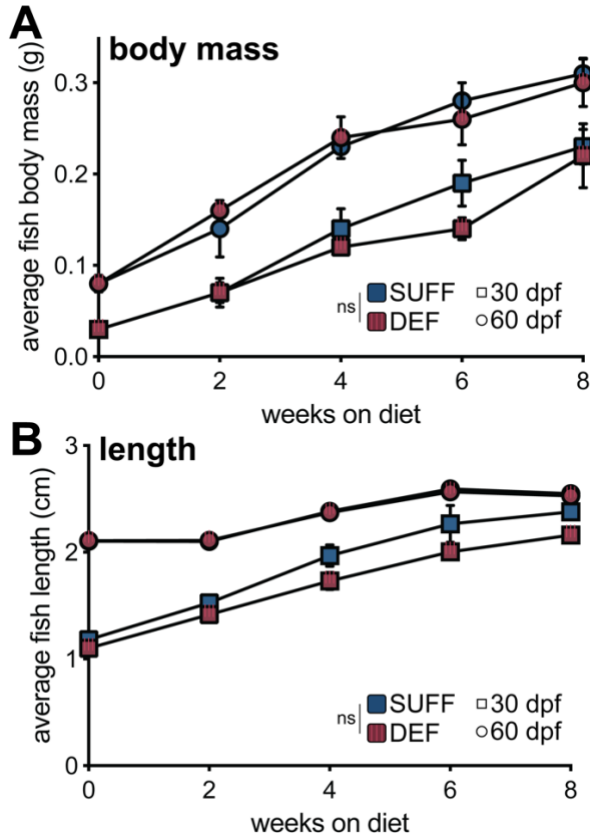 A
body mass
average fish body mass (g)
0.3
0.2
0.1
0.0
0 2 4 6 8
weeks on diet
ns
SUFF 30 dpf
DEF 60 dpf
B
length
average fish length (cm)
3
2
1
0
0 2 4 6 8
weeks on diet
ns
SUFF 30 dpf
DEF 60 dpf